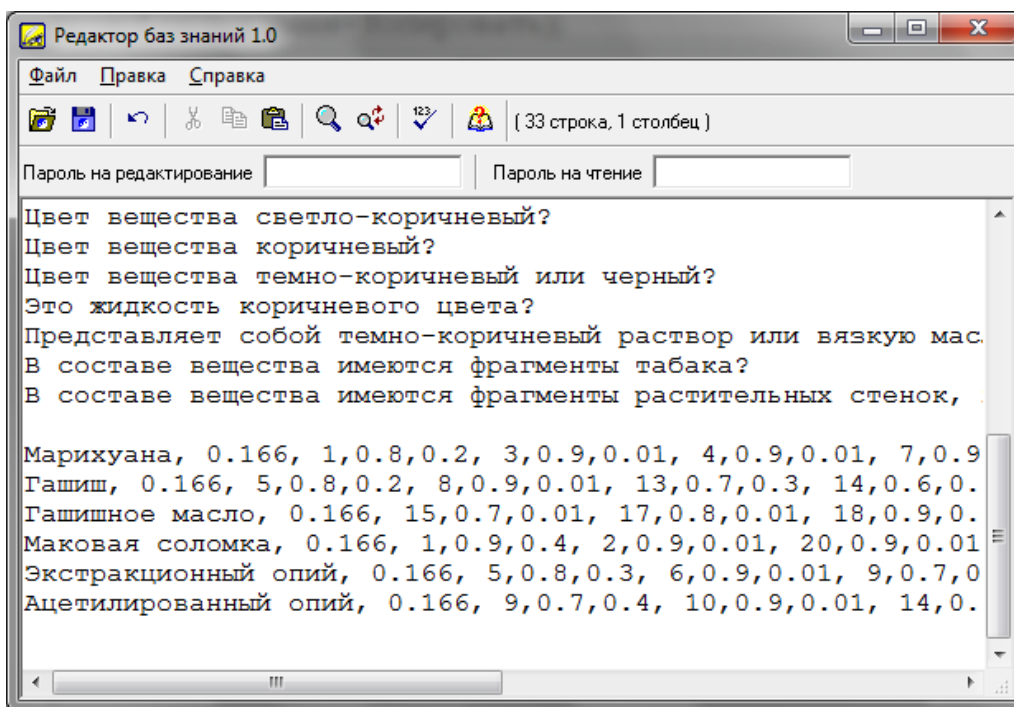 Редактор баз знаний 1.0
Файл Правка Справка
123
( 33 строка, 1 столбец )
Пароль на редактирование Пароль на чтение
Цвет вещества светло-коричневый?
Цвет вещества коричневый?
Цвет вещества темно-коричневый или черный?
Это жидкость коричневого цвета?
Представляет собой темно-коричневый раствор или вязкую мас
В составе вещества имеются фрагменты табака?
В составе вещества имеются фрагменты растительных стенок,
Марихуана, 0.166, 1,0.8,0.2, 3,0.9,0.01, 4,0.9,0.01, 7,0.9
Гашиш, 0.166, 5,0.8,0.2, 8,0.9,0.01, 13,0.7,0.3, 14,0.6,0.
Гашишное масло, 0.166, 15,0.7,0.01, 17,0.8,0.01, 18,0.9,0.
Маковая соломка, 0.166, 1,0.9,0.4, 2,0.9,0.01, 20,0.9,0.01
Экстракционный опий, 0.166, 5,0.8,0.3, 6,0.9,0.01, 9,0.7,0
Ацетилированный опий, 0.166, 9,0.7,0.4, 10,0.9,0.01, 14,0.